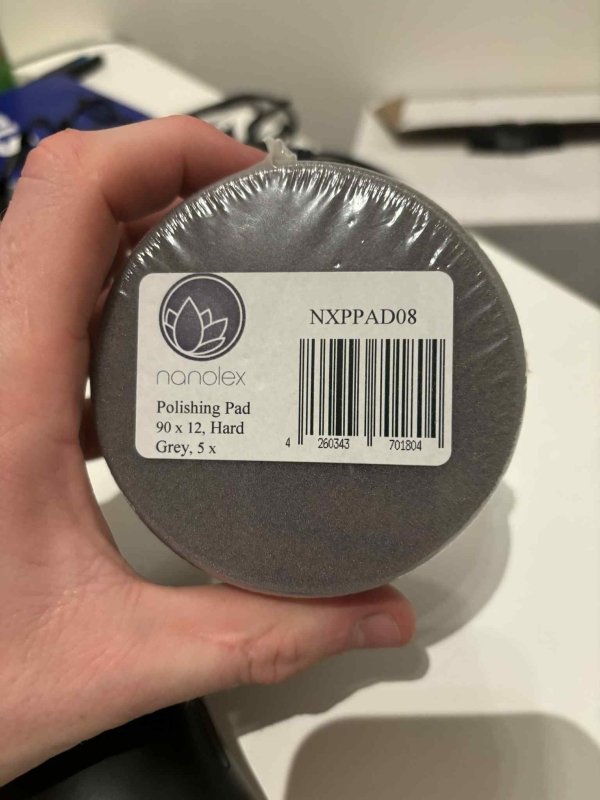 NXPPAD08
nanolex
Polishing Pad
90 x 12, Hard
Grey, 5 x
4 260343 701804